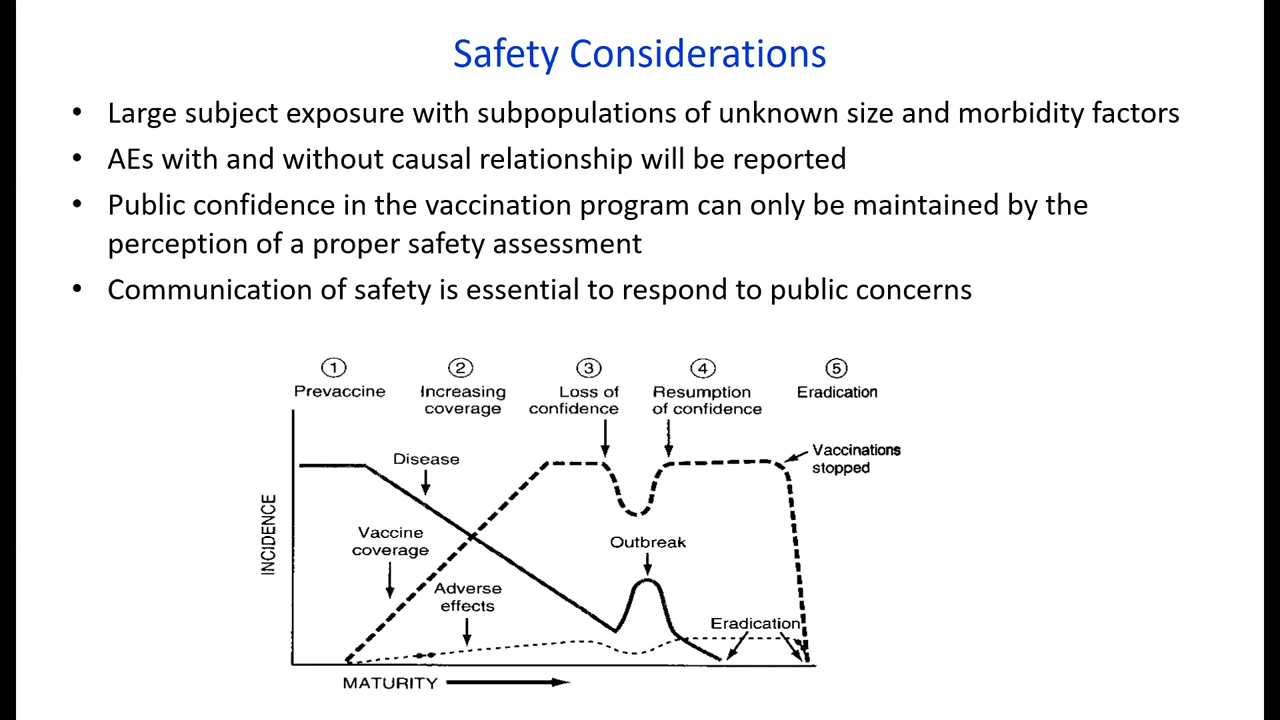 Safety Considerations
• Large subject exposure with subpopulations of unknown size and morbidity factors
• AEs with and without causal relationship will be reported
• Public confidence in the vaccination program can only be maintained by the
perception of a proper safety assessment
• Communication of safety is essential to respond to public concerns
1
Prevaccine
2
Increasing
coverage
3
Loss of
confidence
4
Resumption
of confidence
5
Eradication
Disease
Vaccinations
stopped
INCIDENCE
Vaccine
coverage
Outbreak
Adverse
effects
Eradication
MATURITY